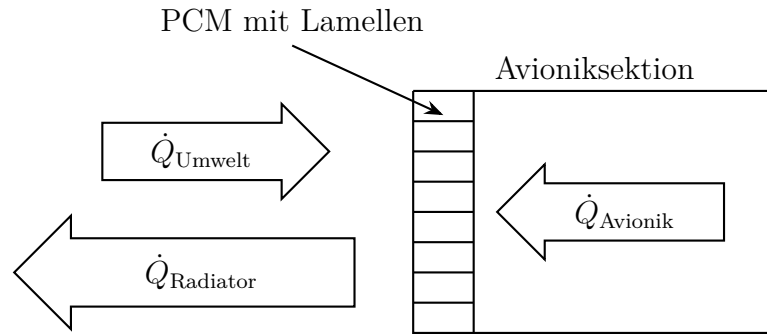 PCM mit Lamellen
Avioniksektion
Q̇Umwelt
Q̇Avionik
Q̇Radiator